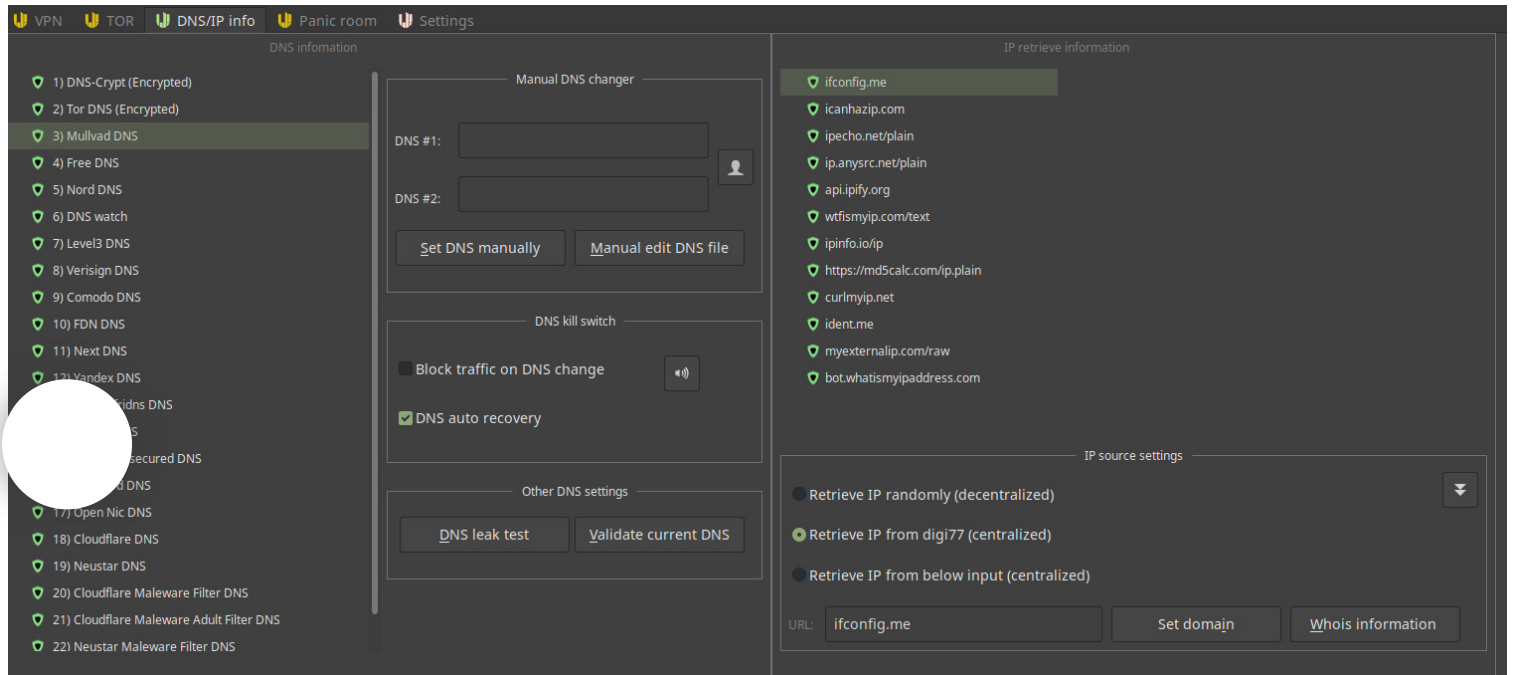 VPN TOR DNS/IP info Panic room Settings
DNS infomation
1) DNS-Crypt (Encrypted)
2) Tor DNS (Encrypted)
3) Mullvad DNS
4) Free DNS
5) Nord DNS
6) DNS watch
7) Level3 DNS
8) Verisign DNS
9) Comodo DNS
10) FDN DNS
11) Next DNS
12) Yandex DNS
DNS
secured DNS
DNS
17) Open Nic DNS
18) Cloudflare DNS
19) Neustar DNS
20) Cloudflare Maleware Filter DNS
21) Cloudflare Maleware Adult Filter DNS
22) Neustar Maleware Filter DNS
Manual DNS changer
DNS #1:
DNS #2:
Set DNS manually
Manual edit DNS file
DNS kill switch
Block traffic on DNS change
DNS auto recovery
Other DNS settings
DNS leak test
Validate current DNS
IP retrieve information
ifconfig.me
icanhazip.com
ipecho.net/plain
ip.anysrc.net/plain
api.ipify.org
wtfismyip.com/text
ipinfo.io/ip
https://md5calc.com/ip.plain
curlmyip.net
ident.me
myexternalip.com/raw
bot.whatismyipaddress.com
IP source settings
Retrieve IP randomly (decentralized)
Retrieve IP from digi77 (centralized)
Retrieve IP from below input (centralized)
URL: ifconfig.me Set domain Whois information